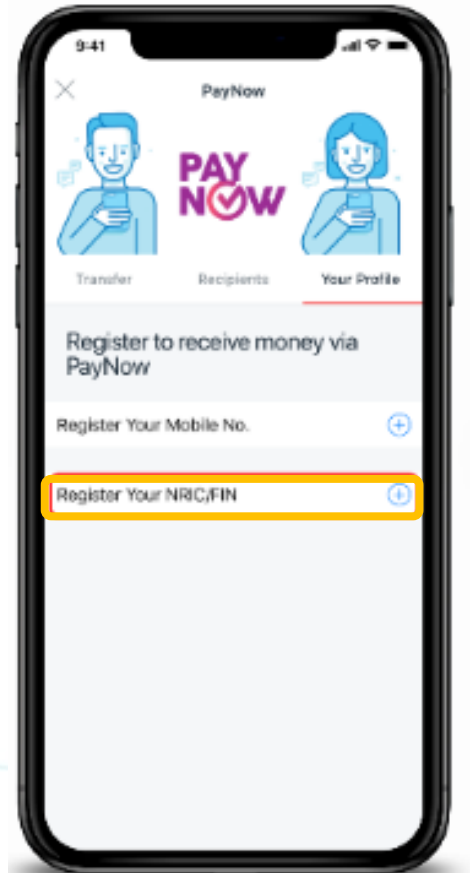 9:41
PayNow
PAY
NOW
Transfer
Recipients
Your Profile
Register to receive money via
PayNow
Register Your Mobile No.
Register Your NRIC/FIN